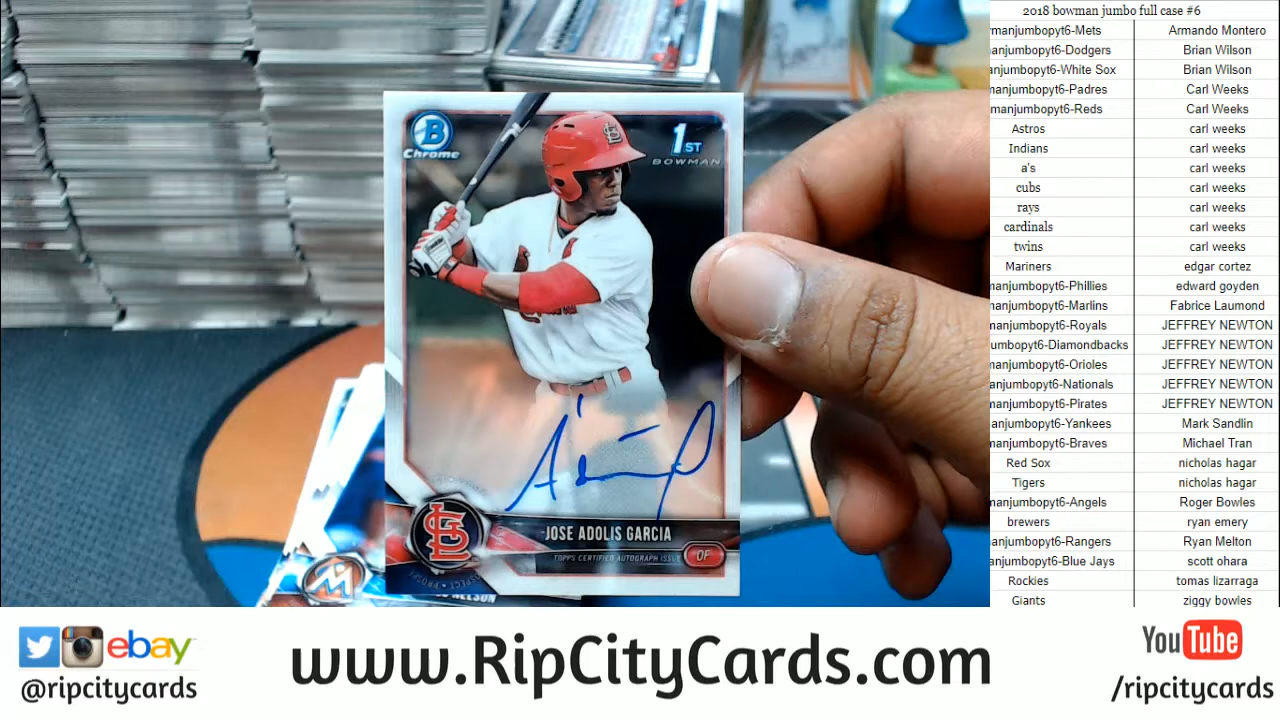 2018 bowman jumbo full case #6
rmanjumbopyt6-Mets Armando Montero
anjumbopyt6-Dodgers Brian Wilson
anjumbopyt6-White Sox Brian Wilson
manjumbopyt6-Padres Carl Weeks
manjumbopyt6-Reds Carl Weeks
Astros carl weeks
Indians carl weeks
a's carl weeks
cubs carl weeks
rays carl weeks
cardinals carl weeks
twins carl weeks
Mariners edgar cortez
manjumbopyt6-Phillies edward goyden
manjumbopyt6-Marlins Fabrice Laumond
manjumbopyt6-Royals JEFFREY NEWTON
umbopyt6-Diamondbacks JEFFREY NEWTON
manjumbopyt6-Orioles JEFFREY NEWTON
anjumbopyt6-Nationals JEFFREY NEWTON
manjumbopyt6-Pirates JEFFREY NEWTON
manjumbopyt6-Yankees Mark Sandlin
manjumbopyt6-Braves Michael Tran
Red Sox nicholas hagar
Tigers nicholas hagar
manjumbopyt6-Angels Roger Bowles
brewers ryan emery
manjumbopyt6-Rangers Ryan Melton
anjumbopyt6-Blue Jays scott ohara
Rockies tomas lizarraga
Giants ziggy bowles
B
Chrome
1ST
BOWMAN
JOSE ADOLIS GARCIA
TOPPS CERTIFIED AUTOGRAPH ISSUE
OF
STL
M
NELSON
ebay
@ripcitycards
www.RipCityCards.com
YouTube
/ripcitycards